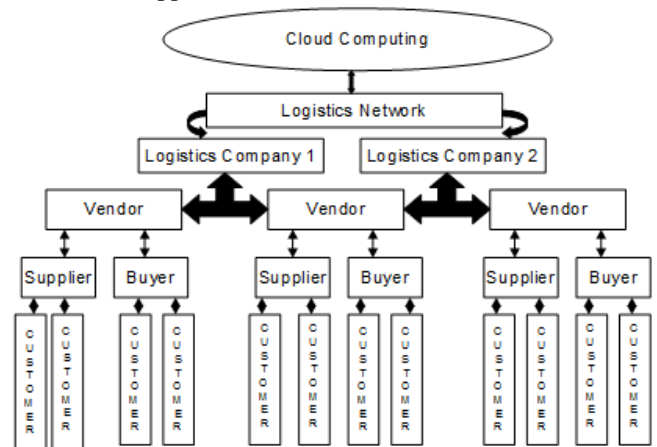 Cloud Computing
Logistics Network
Logistics Company 1
Logistics Company 2
Vendor
Vendor
Vendor
Supplier
Buyer
Supplier
Buyer
Supplier
Buyer
CUSTOMER
CUSTOMER
CUSTOMER
CUSTOMER
CUSTOMER
CUSTOMER
CUSTOMER
CUSTOMER
CUSTOMER
CUSTOMER
CUSTOMER
CUSTOMER